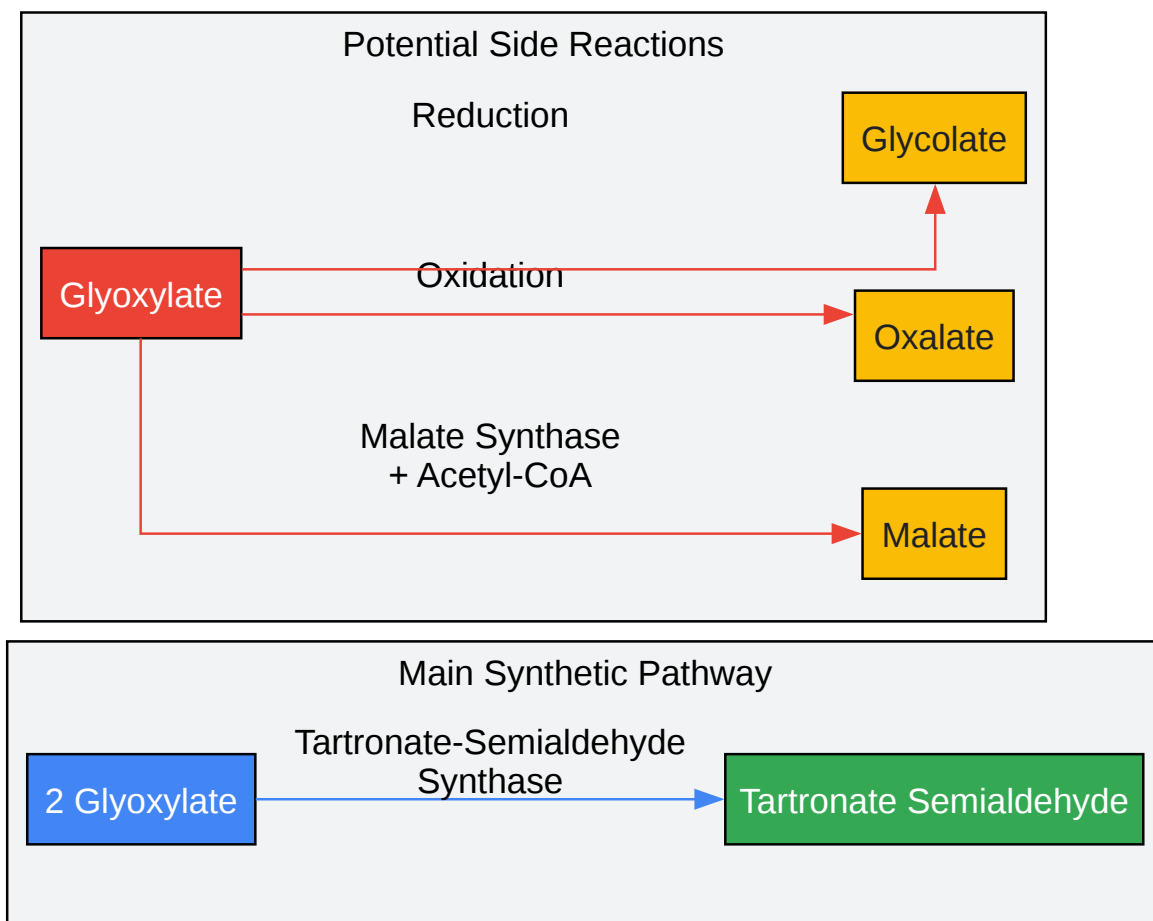 Potential Side Reactions
Reduction
Glycolate
Glyoxylate
Oxidation
Oxalate
Malate Synthase
+ Acetyl-CoA
Malate
Main Synthetic Pathway
Tartronate-Semialdehyde
Synthase
2 Glyoxylate
Tartronate Semialdehyde